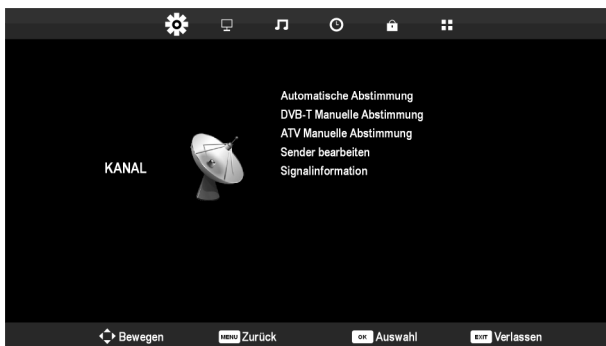 Automatische Abstimmung
DVB-T Manuelle Abstimmung
ATV Manuelle Abstimmung
Sender bearbeiten
Signalinformation
KANAL
Bewegen
MENU Zurück
OK Auswahl
EXIT Verlassen